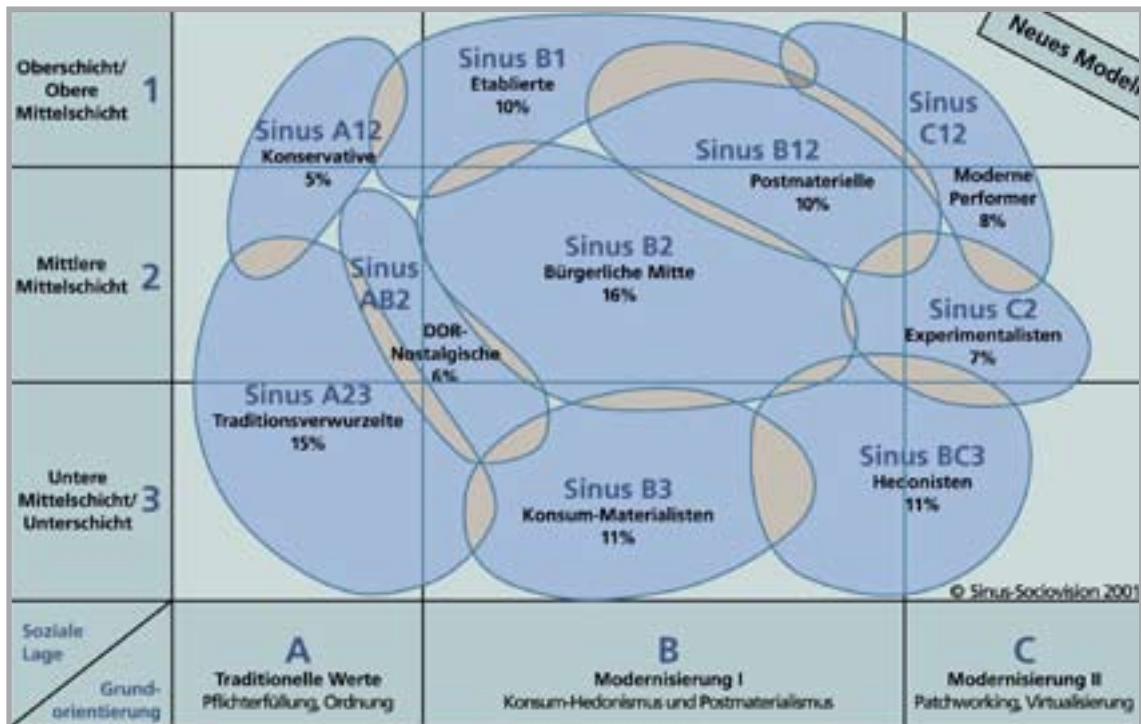 Oberschicht/
Obere
Mittelschicht
1
Mittlere
Mittelschicht
2
Untere
Mittelschicht/
Unterschicht
3
Soziale
Lage
Grund-
orientierung
Neues Modell
Sinus B1
Etablierte
10%
Sinus A12
Konservative
5%
Sinus B12
Postmaterielle
10%
Sinus
C12
Moderne
Performer
8%
Sinus
AB2
DDR-
Nostalgische
6%
Sinus B2
Bürgerliche Mitte
16%
Sinus C2
Experimentalisten
7%
Sinus A23
Traditionsverwurzelte
15%
Sinus B3
Konsum-Materialisten
11%
Sinus BC3
Hedonisten
11%
© Sinus-Sociovision 2001
A
Traditionelle Werte
Pflichterfüllung, Ordnung
B
Modernisierung I
Konsum-Hedonismus und Postmaterialismus
C
Modernisierung II
Patchworking, Virtualisierung